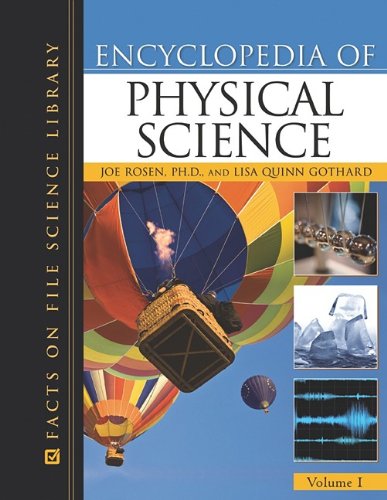 ENCYCLOPEDIA OF
PHYSICAL
SCIENCE
JOE ROSEN, PH.D., AND LISA QUINN GOTHARD
FACTS ON FILE SCIENCE LIBRARY
Volume I